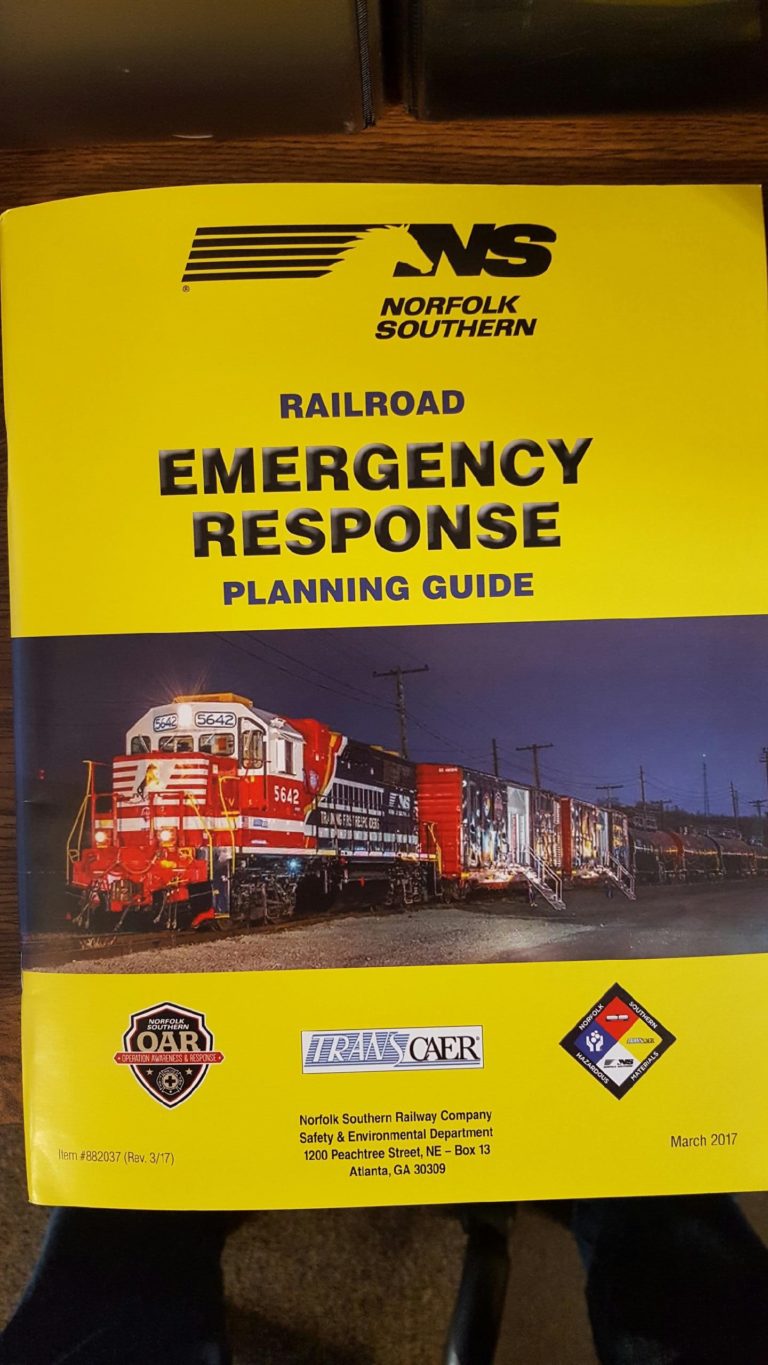 NS
®
NORFOLK
SOUTHERN
RAILROAD
EMERGENCY
RESPONSE
PLANNING GUIDE
5642 5642
5642
NS
NORFOLK
SOUTHERN
OAR
OPERATION AWARENESS & RESPONSE
TRANSCAER®
NORFOLK SOUTHERN
TRANSCAER
HAZARDOUS MATERIALS
Norfolk Southern Railway Company
Safety & Environmental Department
1200 Peachtree Street, NE – Box 13
Atlanta, GA 30309
Item #882037 (Rev. 3/17)
March 2017